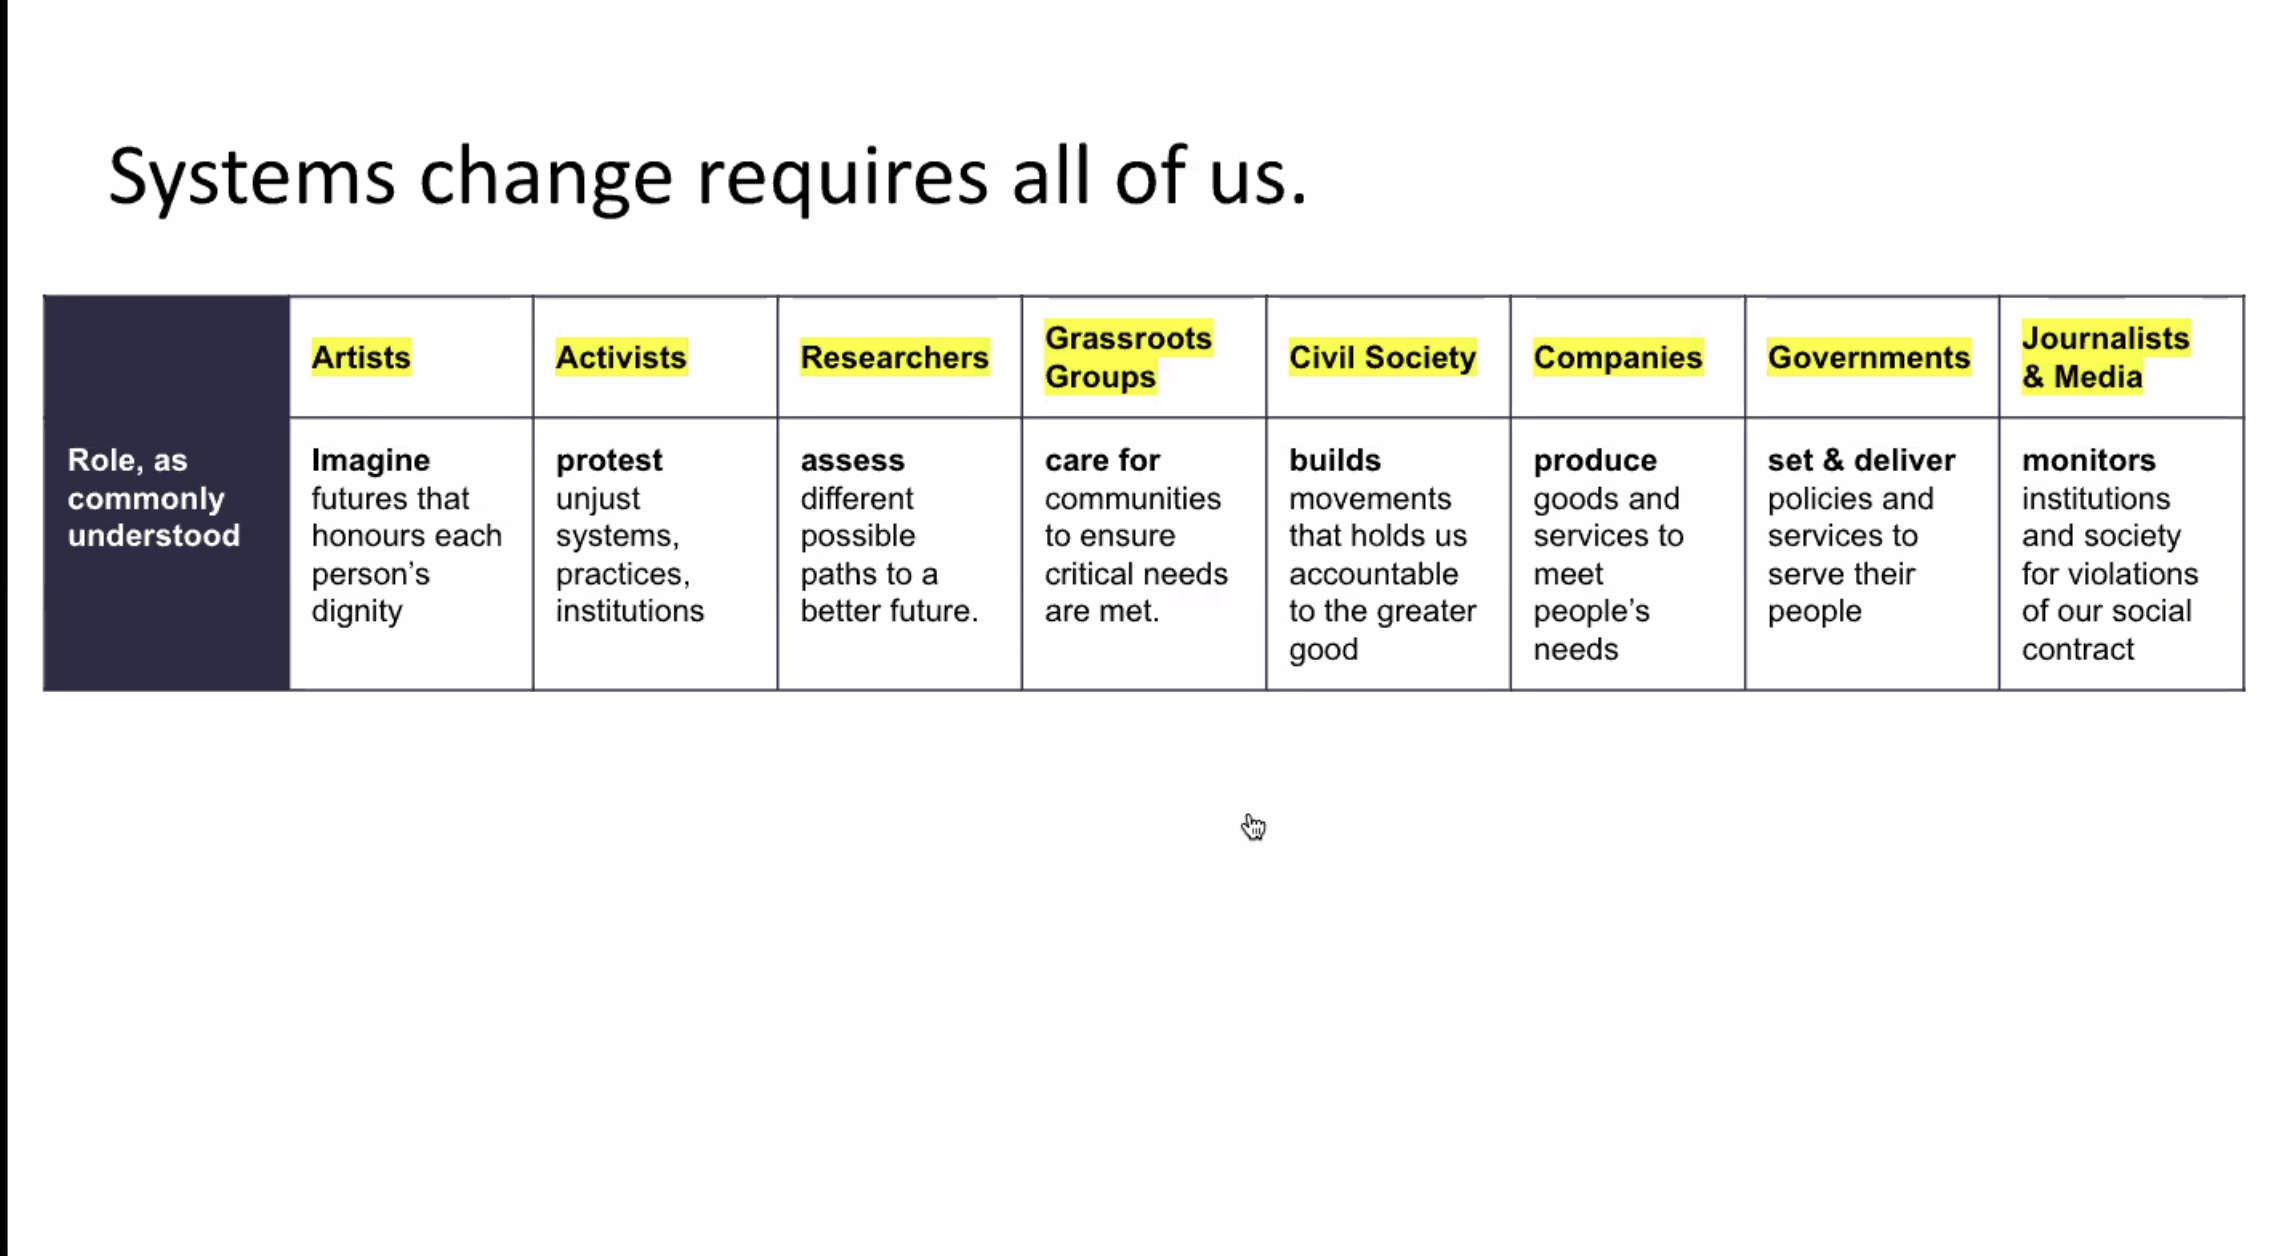 Systems change requires all of us.
Artists
Activists
Researchers
Grassroots
Groups
Civil Society
Companies
Governments
Journalists
& Media
Role, as
commonly
understood
Imagine
futures that
honours each
person's
dignity
protest
unjust
systems,
practices,
institutions
assess
different
possible
paths to a
better future.
care for
communities
to ensure
critical needs
are met.
builds
movements
that holds us
accountable
to the greater
good
produce
goods and
services to
meet
people's
needs
set & deliver
policies and
services to
serve their
people
monitors
institutions
and society
for violations
of our social
contract